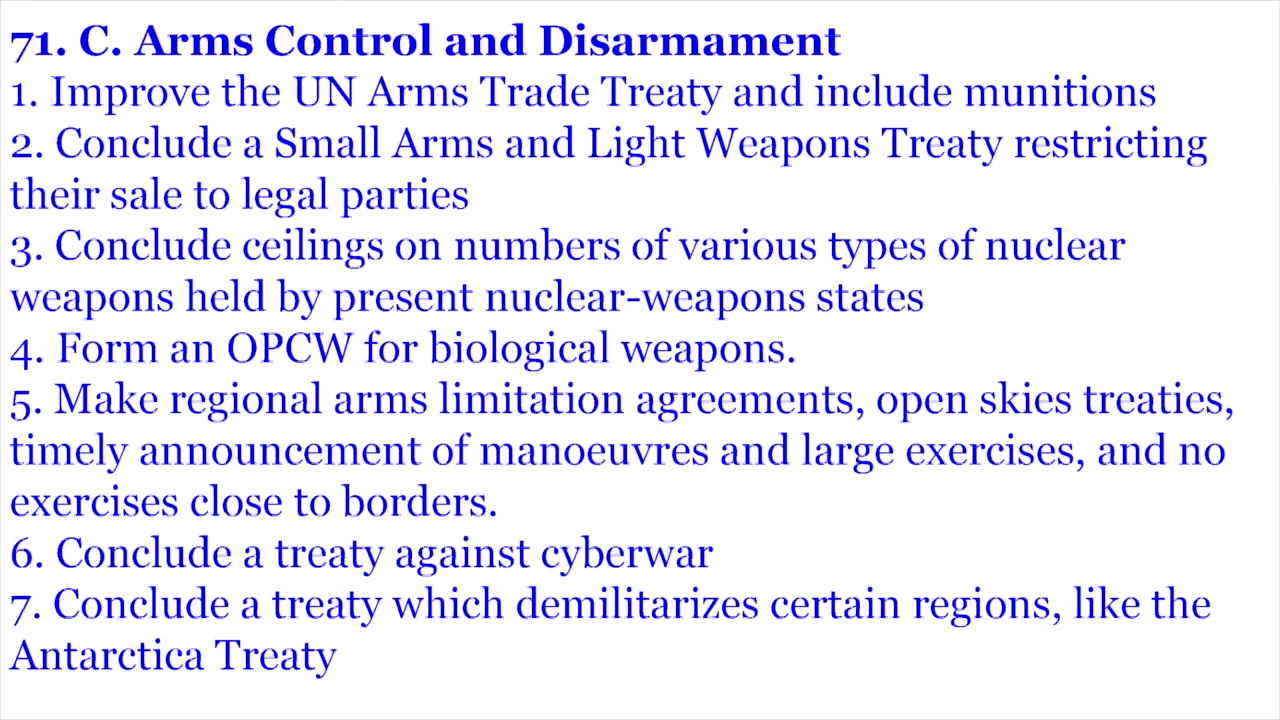 71. C. Arms Control and Disarmament
1. Improve the UN Arms Trade Treaty and include munitions
2. Conclude a Small Arms and Light Weapons Treaty restricting
their sale to legal parties
3. Conclude ceilings on numbers of various types of nuclear
weapons held by present nuclear-weapons states
4. Form an OPCW for biological weapons.
5. Make regional arms limitation agreements, open skies treaties,
timely announcement of manoeuvres and large exercises, and no
exercises close to borders.
6. Conclude a treaty against cyberwar
7. Conclude a treaty which demilitarizes certain regions, like the
Antarctica Treaty